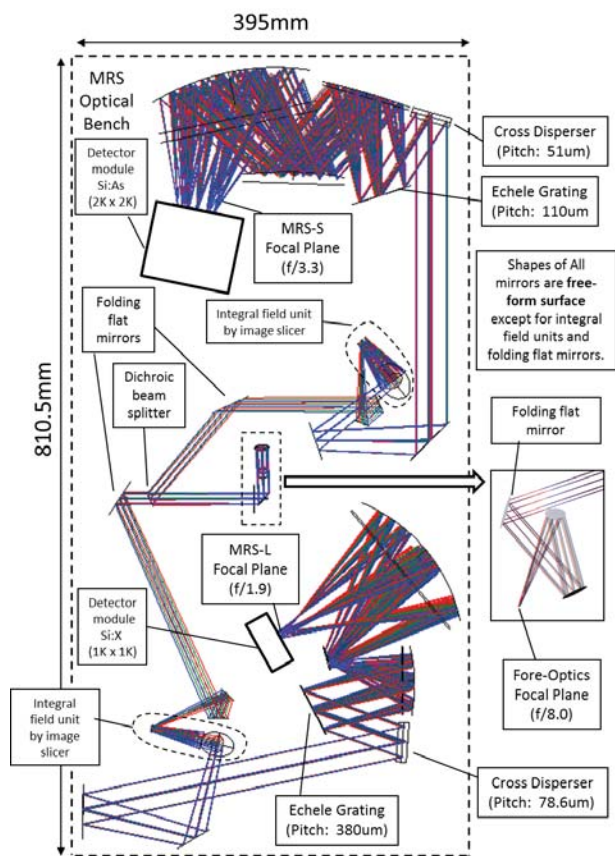 395mm
810.5mm
MRS
Optical
Bench
Detector
module
Si:As
(2K x 2K)
MRS-S
Focal Plane
(f/3.3)
Cross Disperser
(Pitch: 51um)
Echele Grating
(Pitch: 110um
Shapes of All
mirrors are free-
form surface
except for integral
field units and
folding flat mirrors.
Folding
flat
mirrors
Integral field unit
by image slicer
Dichroic
beam
splitter
Folding flat
mirror
MRS-L
Focal Plane
(f/1.9)
Detector
module
Si:X
(1K x 1K)
Fore-Optics
Focal Plane
(f/8.0)
Integral
field unit
by image
slicer
Echele Grating
(Pitch: 380um)
Cross Disperser
(Pitch: 78.6um)